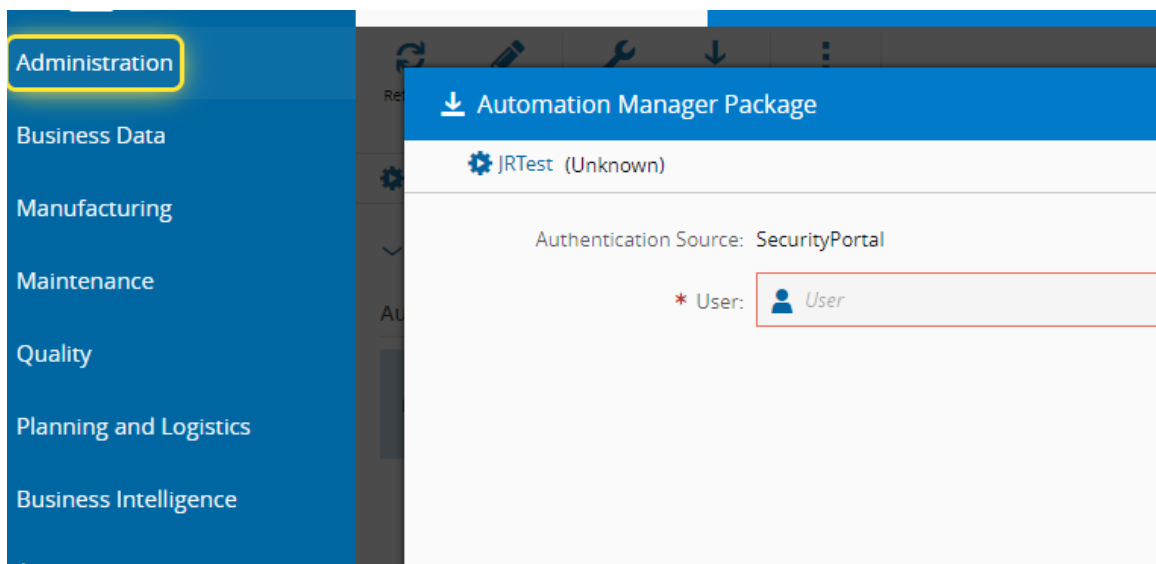 Administration
Business Data
Manufacturing
Maintenance
Quality
Planning and Logistics
Business Intelligence
Automation Manager Package
JRTest (Unknown)
Authentication Source: SecurityPortal
* User: User